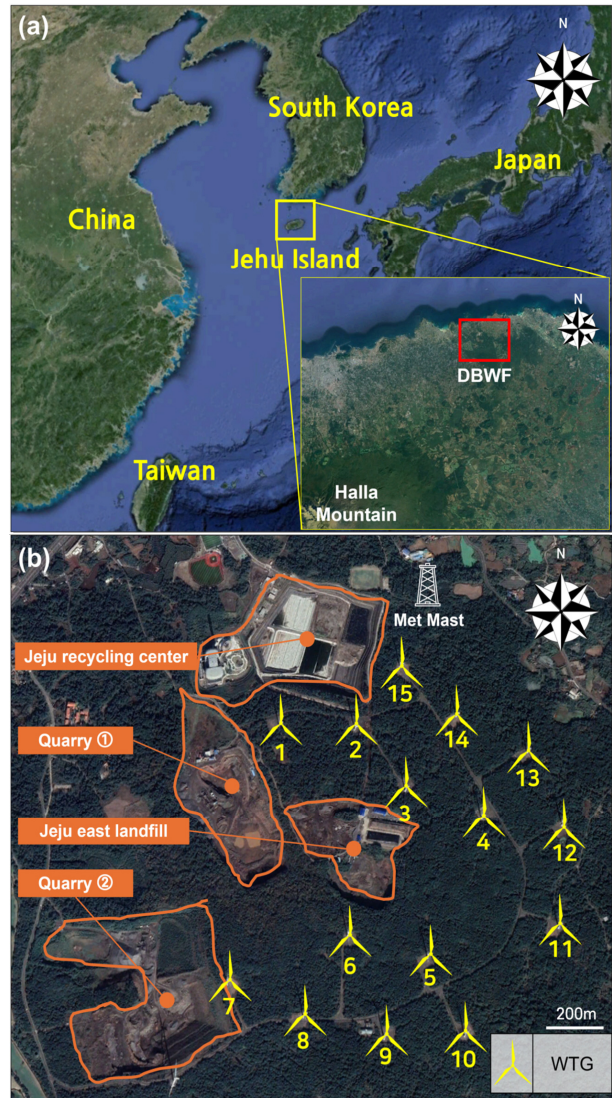 (a)
N
South Korea
Japan
China
Jehu Island
N
DBWF
Taiwan
Halla
Mountain
(b)
N
Met Mast
Jeju recycling center
15
Quarry ①
1
2
14
13
3
Jeju east landfill
4
12
Quarry ②
11
6
5
7
200m
8
9
10
WTG